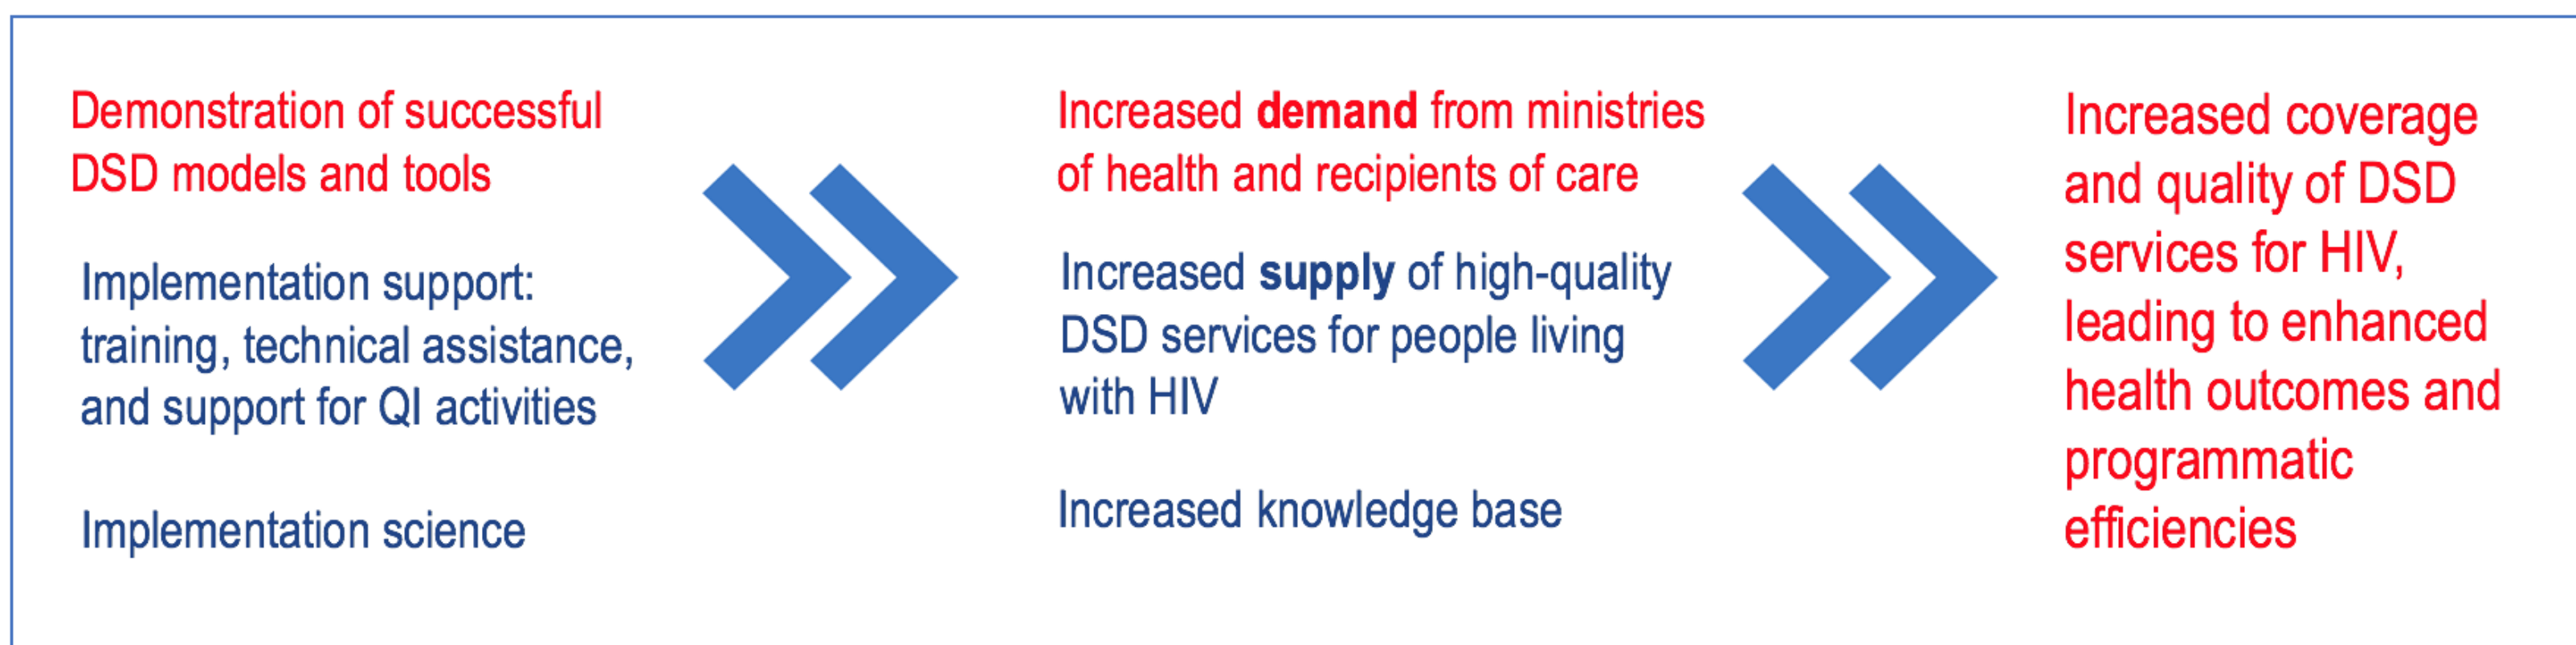 Demonstration of successful
DSD models and tools
Implementation support:
training, technical assistance,
and support for QI activities
Implementation science
Increased demand from ministries
of health and recipients of care
Increased supply of high-quality
DSD services for people living
with HIV
Increased knowledge base
Increased coverage
and quality of DSD
services for HIV,
leading to enhanced
health outcomes and
programmatic
efficiencies